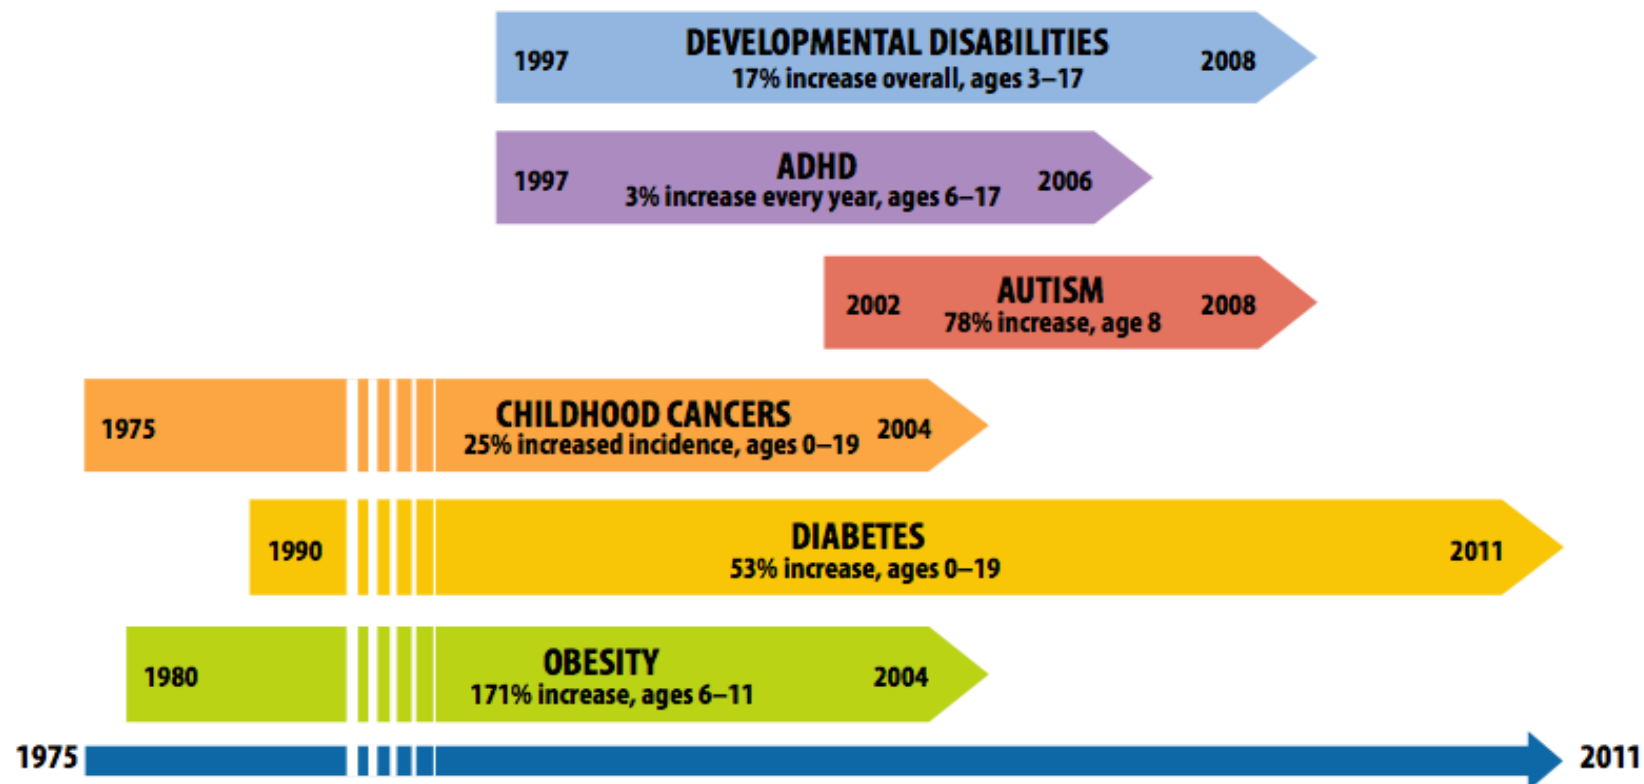 DEVELOPMENTAL DISABILITIES
1997 2008
17% increase overall, ages 3–17
ADHD
1997 2006
3% increase every year, ages 6–17
AUTISM
2002 2008
78% increase, age 8
CHILDHOOD CANCERS
1975 2004
25% increased incidence, ages 0–19
DIABETES
1990 2011
53% increase, ages 0–19
OBESITY
1980 2004
171% increase, ages 6–11
1975 2011